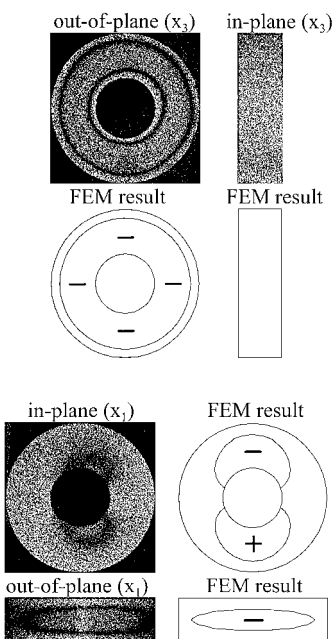 out-of-plane (x3) in-plane (x3)
FEM result FEM result
− − − −
in-plane (x1) FEM result
− +
out-of-plane (x1) FEM result
−